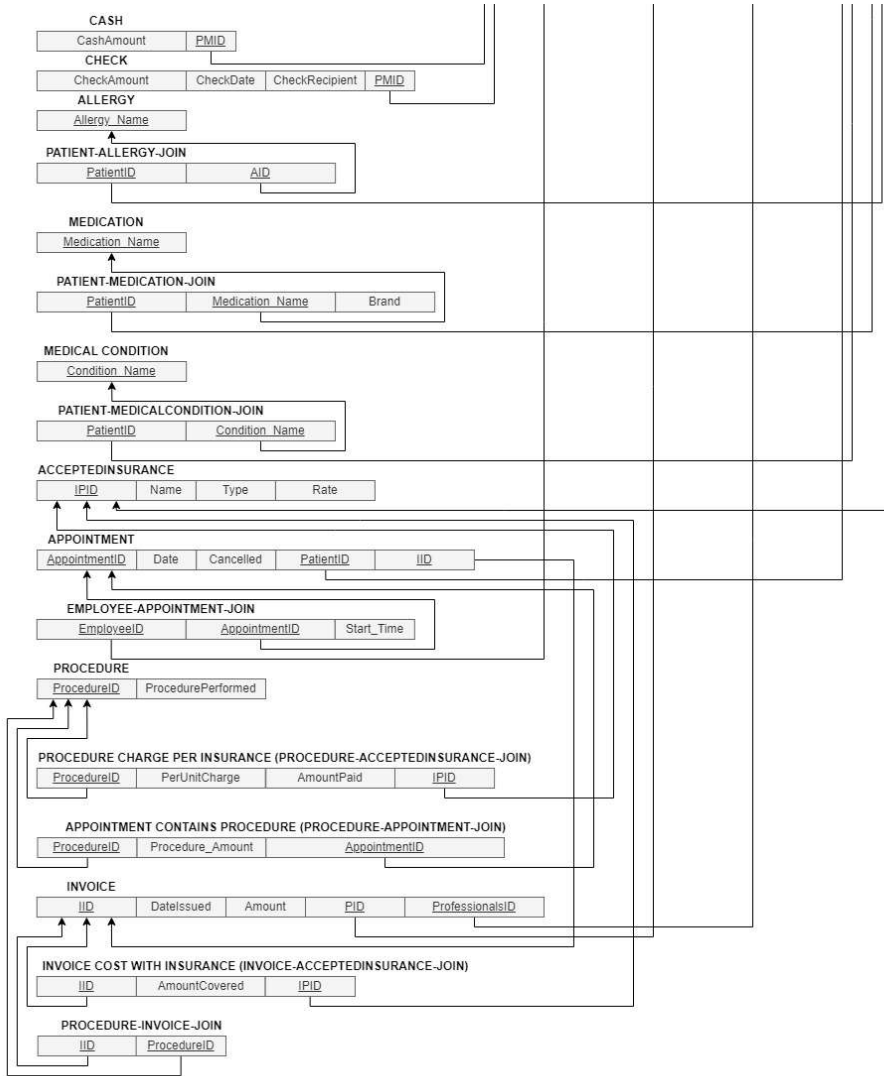 CASH
CashAmount PMID
CHECK
CheckAmount CheckDate CheckRecipient PMID
ALLERGY
Allergy_Name
PATIENT-ALLERGY-JOIN
PatientID AID
MEDICATION
Medication_Name
PATIENT-MEDICATION-JOIN
PatientID Medication_Name Brand
MEDICAL CONDITION
Condition_Name
PATIENT-MEDICALCONDITION-JOIN
PatientID Condition_Name
ACCEPTEDINSURANCE
IPID Name Type Rate
APPOINTMENT
AppointmentID Date Cancelled PatientID IID
EMPLOYEE-APPOINTMENT-JOIN
EmployeeID AppointmentID Start_Time
PROCEDURE
ProcedureID ProcedurePerformed
PROCEDURE CHARGE PER INSURANCE (PROCEDURE-ACCEPTEDINSURANCE-JOIN)
ProcedureID PerUnitCharge AmountPaid IPID
APPOINTMENT CONTAINS PROCEDURE (PROCEDURE-APPOINTMENT-JOIN)
ProcedureID Procedure_Amount AppointmentID
INVOICE
IID DateIssued Amount PID ProfessionalsID
INVOICE COST WITH INSURANCE (INVOICE-ACCEPTEDINSURANCE-JOIN)
IID AmountCovered IPID
PROCEDURE-INVOICE-JOIN
IID ProcedureID